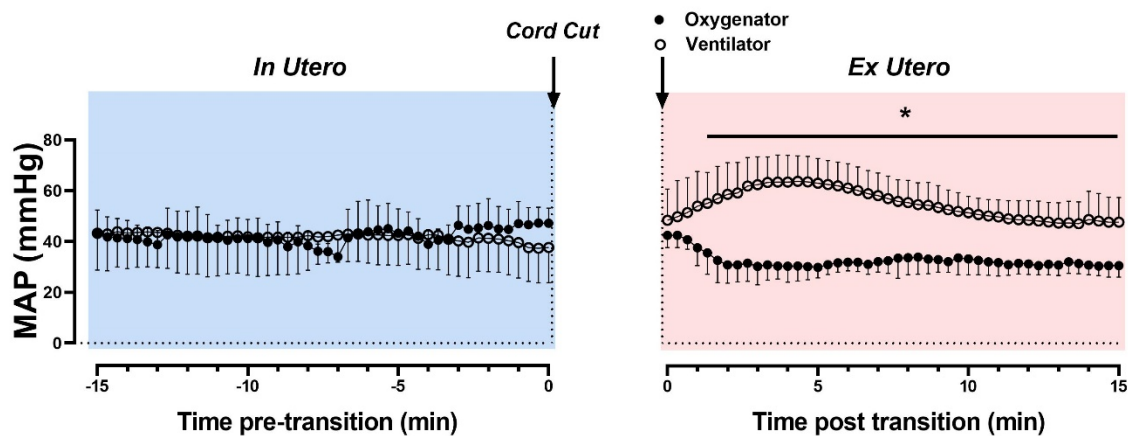 Cord Cut
Oxygenator
Ventilator
In Utero
Ex Utero
*
MAP (mmHg)
80
60
40
20
0
-15
-10
-5
0
0
5
10
15
Time pre-transition (min)
Time post transition (min)